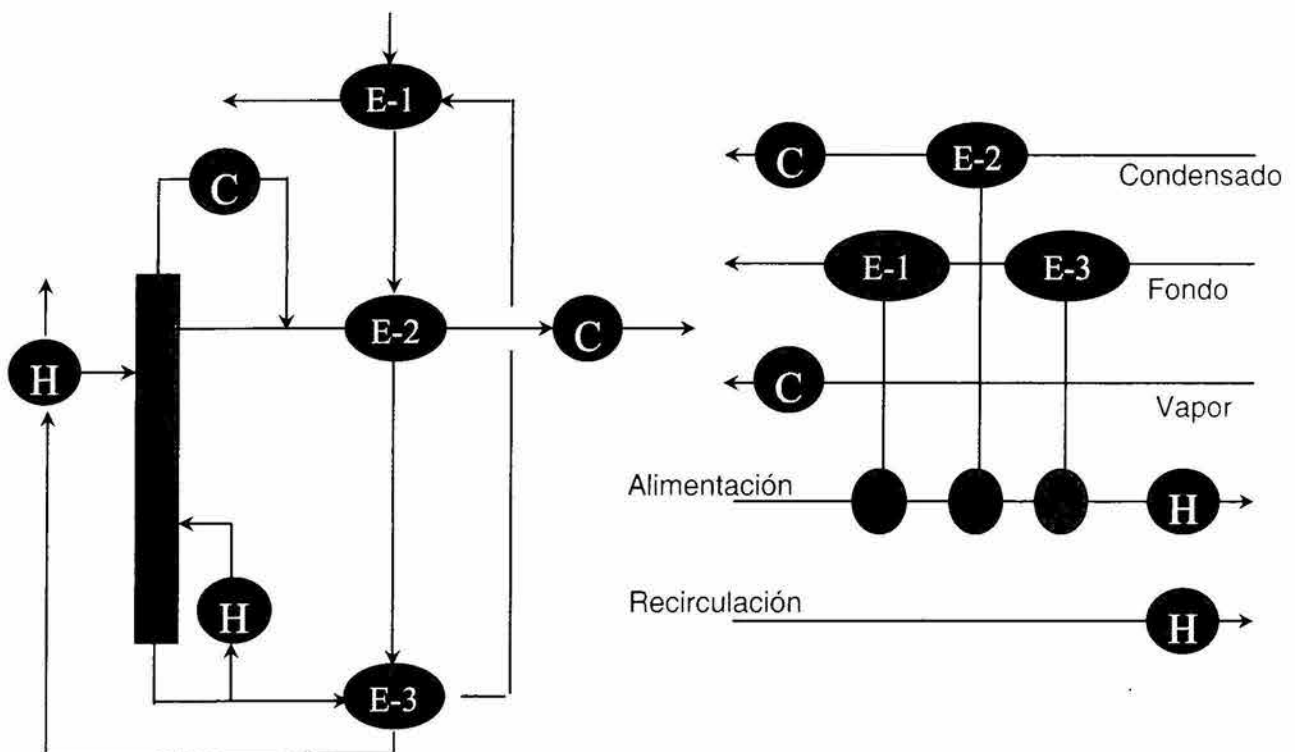 E-1
C
E-2
C
H
H
E-3
C
E-2
Condensado
E-1
E-3
Fondo
C
Vapor
Alimentación
H
Recirculación
H